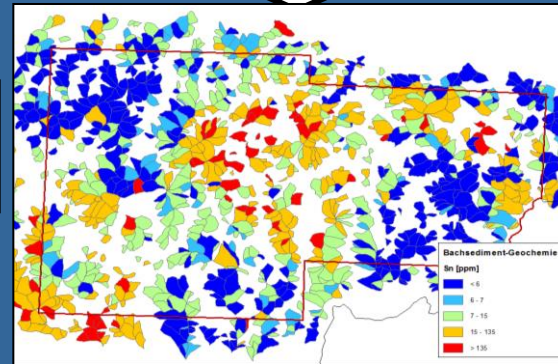 Bachsediment-Geochemie
Sn [ppm]
< 6
6 - 7
7 - 15
15 - 135
> 135